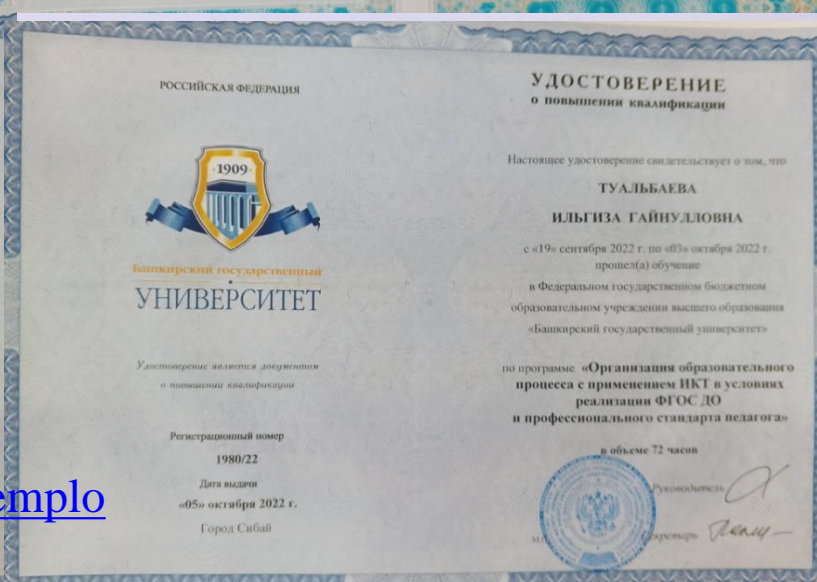 РОССИЙСКАЯ ФЕДЕРАЦИЯ
1909
Башкирский государственный
УНИВЕРСИТЕТ
Удостоверение является документом
о повышении квалификации
Регистрационный номер
1980/22
Дата выдачи
«05» октября 2022 г.
Город Сибай
emplo
УДОСТОВЕРЕНИЕ
о повышении квалификации
Настоящее удостоверение свидетельствует о том, что
ТУАЛЬБАЕВА
ИЛЬГИЗА ГАЙНУЛЛОВНА
с «19» сентября 2022 г. по «03» октября 2022 г.
прошел(а) обучение
в Федеральном государственном бюджетном
образовательном учреждении высшего образования
«Башкирский государственный университет»
по программе «Организация образовательного
процесса с применением ИКТ в условиях
реализации ФГОС ДО
и профессионального стандарта педагога»
в объеме 72 часов
Руководитель
Секретарь